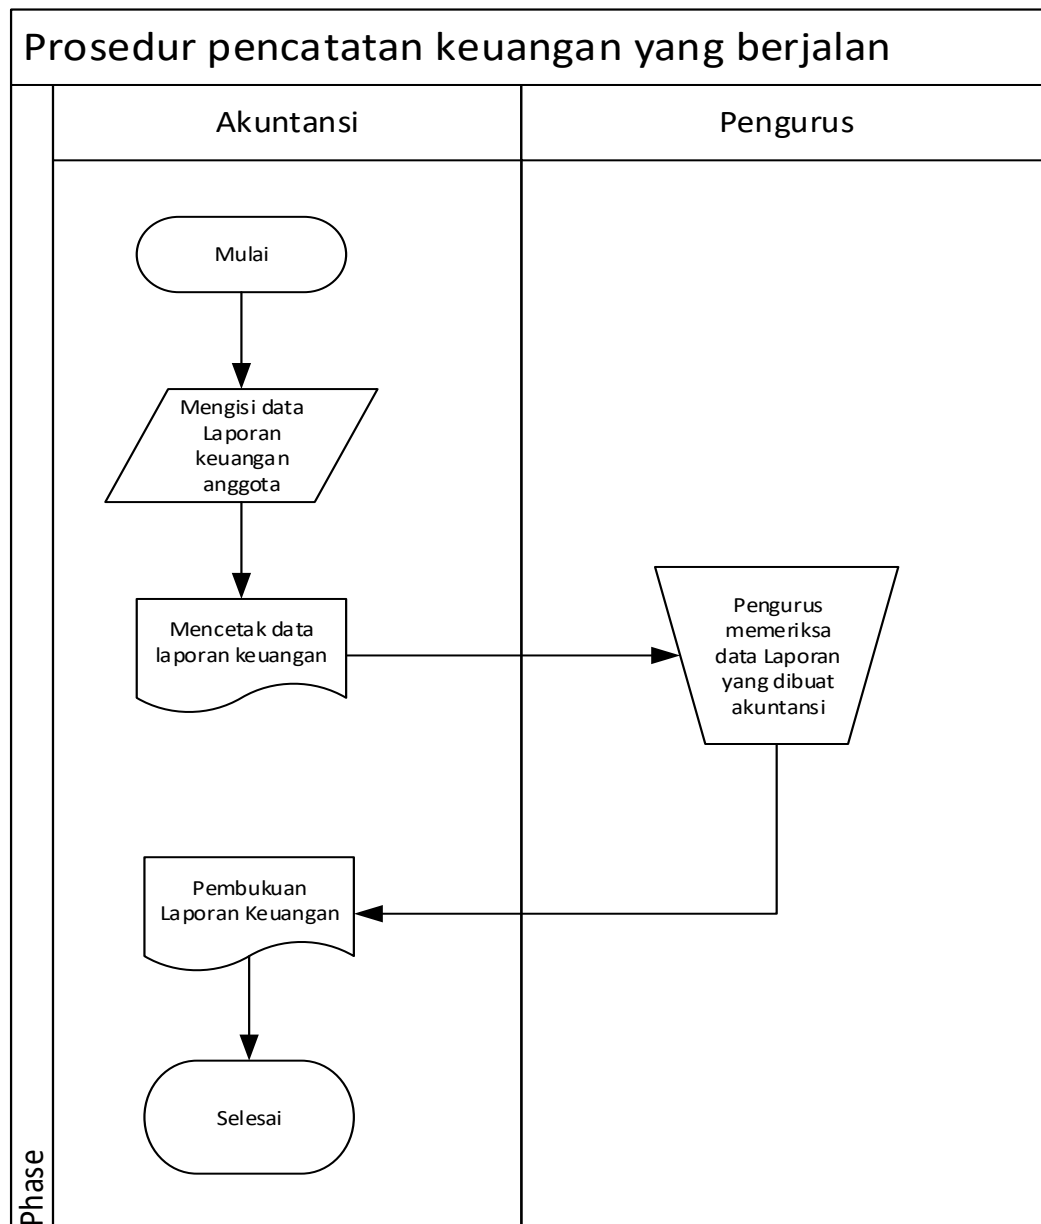 Prosedur pencatatan keuangan yang berjalan
Akuntansi
Pengurus
Mulai
Mengisi data
Laporan
keuangan
anggota
Mencetak data
laporan keuangan
Pengurus
memeriksa
data Laporan
yang dibuat
akuntansi
Pembukuan
Laporan Keuangan
Selesai
Phase